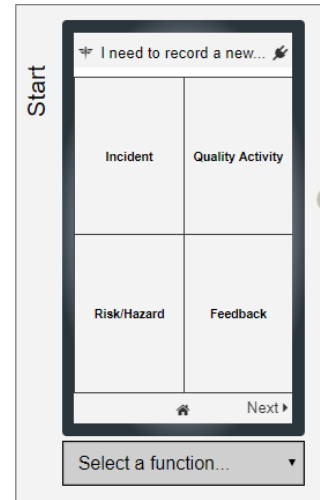 Start
I need to record a new...
Incident
Quality Activity
Risk/Hazard
Feedback
Next
Select a function...